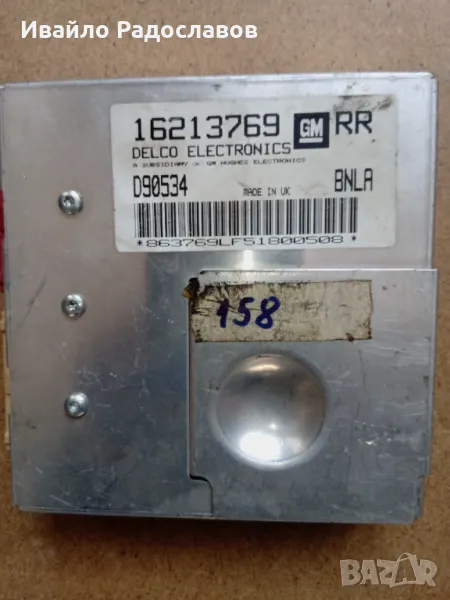 Ивайло Радославов
16213769 GM RR
DELCO ELECTRONICS
A SUBSIDIARY OF GM HUGHES ELECTRONICS
D90534 MADE IN UK BNLA
*863769LF51800508*
158
BAZAR